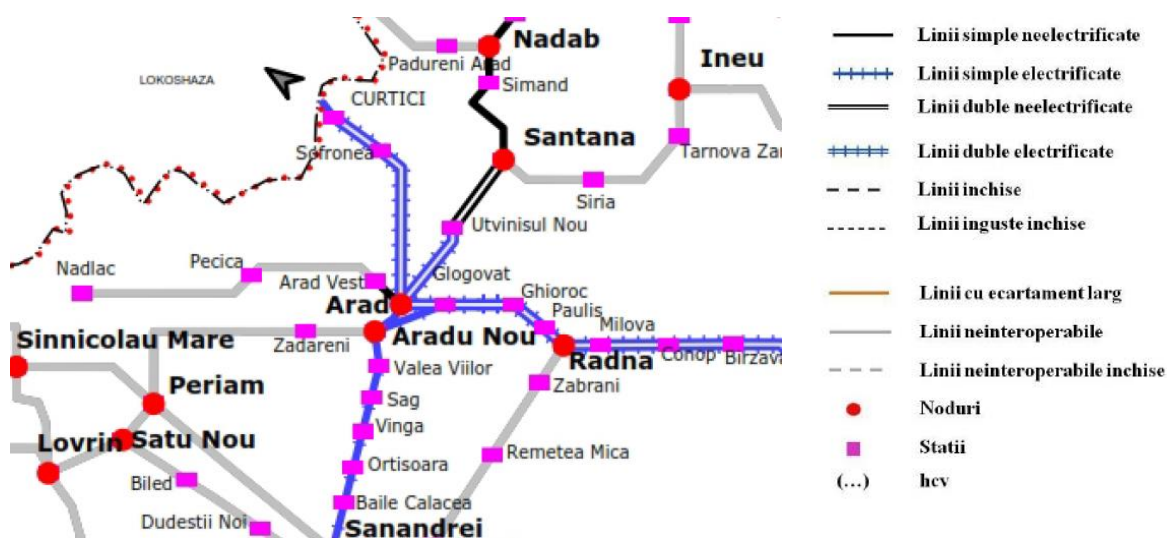 Nadab
Padureni Arad
Ineu
LOKOSHAZA
CURTICI
Simand
Santana
Sofronea
Tarnova Zar
Siria
Utvinisul Nou
Pecica
Nadlac
Arad Vest
Glogovat
Ghioroc
Arad
Paulis
Milova
Sinnicolau Mare
Zadareni
Aradu Nou
Radna
Conop
Birzava
Valea Viilor
Periam
Zabrani
Sag
Vinga
Lovrin
Satu Nou
Remetea Mica
Ortisoara
Biled
Baile Calacea
Dudestii Noi
Sanandrei
Linii simple neelectrificate
Linii simple electrificate
Linii duble neelectrificate
Linii duble electrificate
Linii inchise
Linii inguste inchise
Linii cu ecartament larg
Linii neinteroperabile
Linii neinteroperabile inchise
Noduri
Statii
(...) hcv